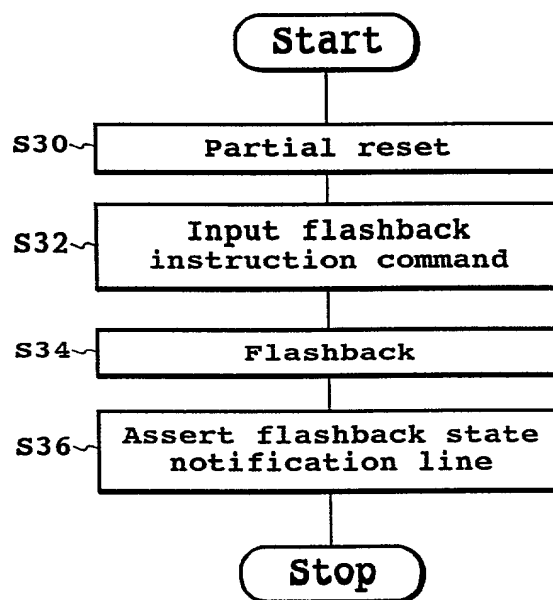 Start
S30 Partial reset
S32 Input flashback
instruction command
S34 Flashback
S36 Assert flashback state
notification line
Stop